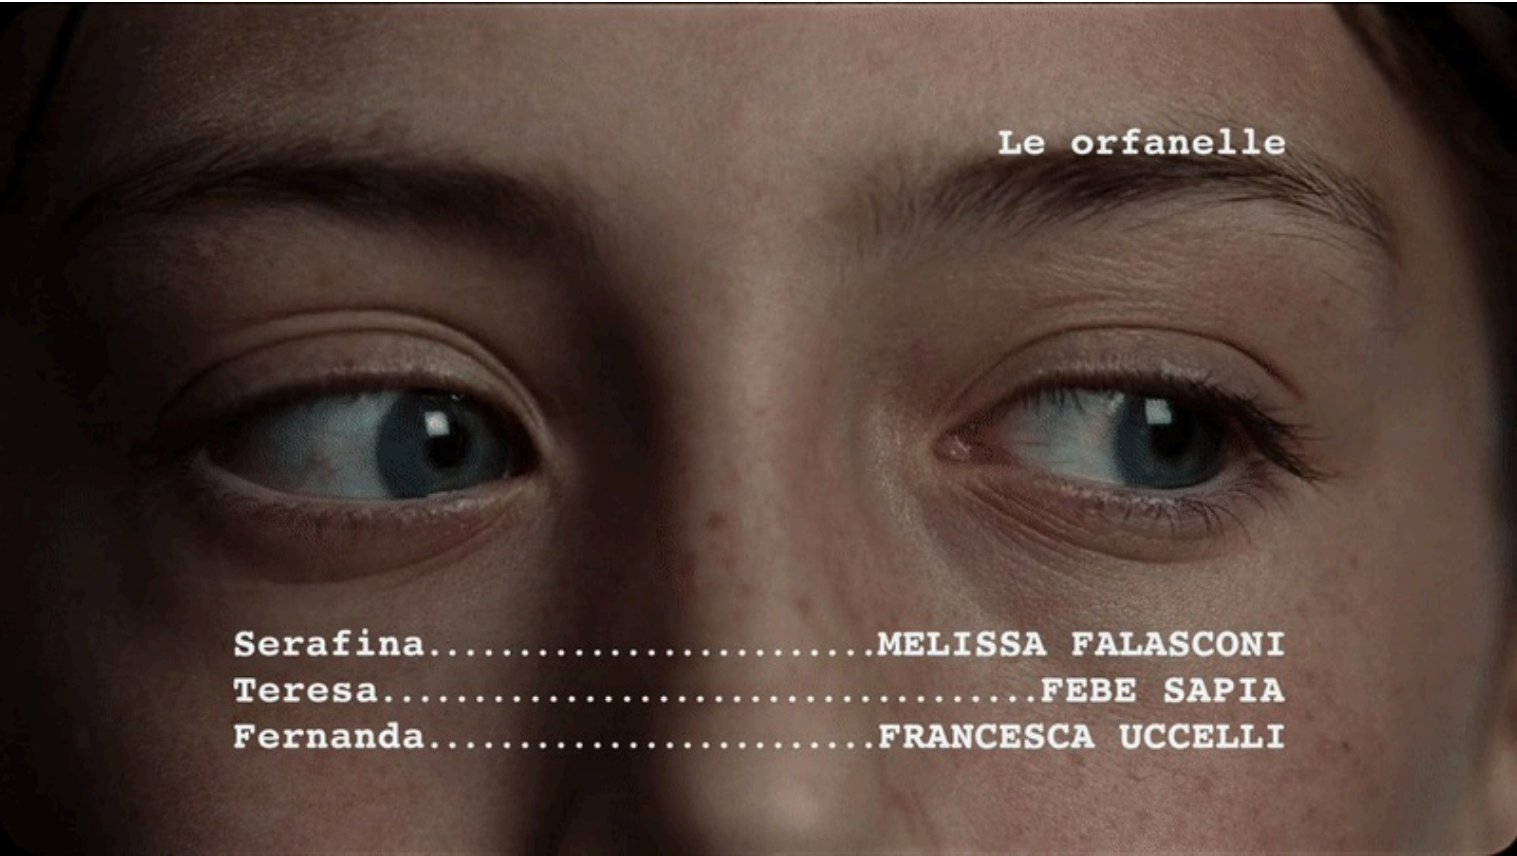 Le orfanelle
Serafina.........................MELISSA FALASCONI
Teresa....................................FEBE SAPIA
Fernanda.........................FRANCESCA UCCELLI